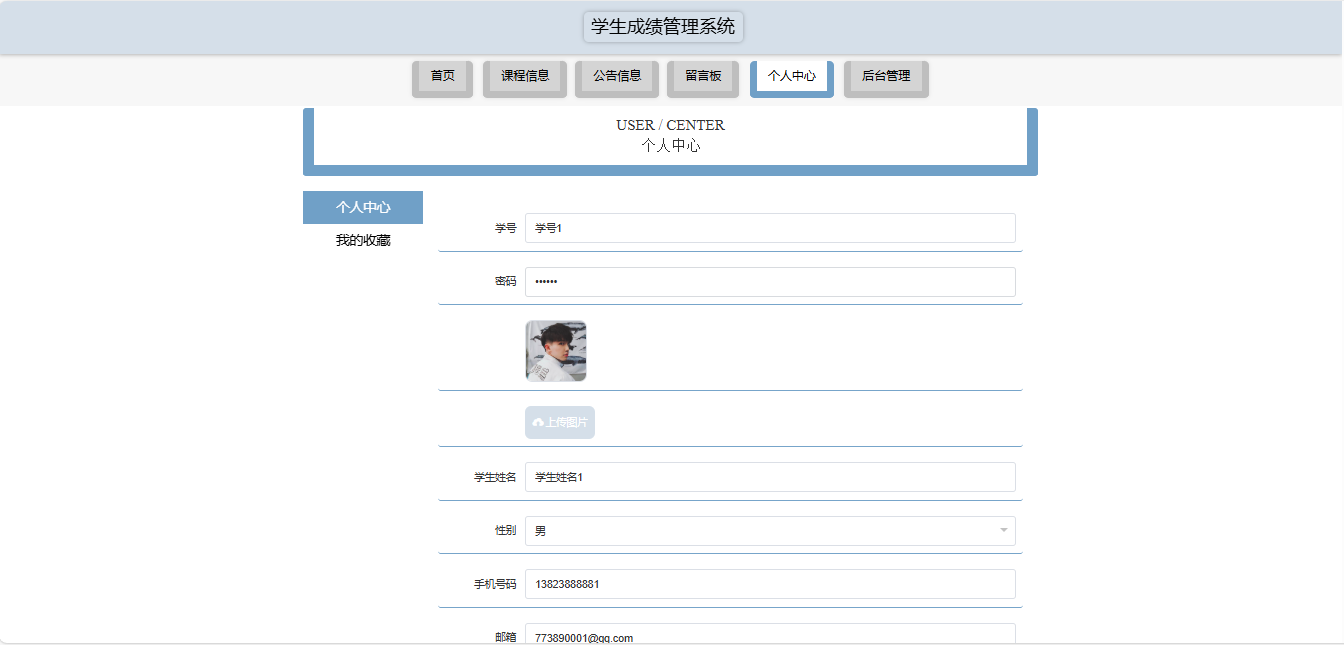 学生成绩管理系统
首页 课程信息 公告信息 留言板 个人中心 后台管理
USER / CENTER
个人中心
个人中心
我的收藏
学号 学号1
密码 ••••••
上传图片
学生姓名 学生姓名1
性别 男
手机号码 13823888881
邮箱 773890001@qq.com